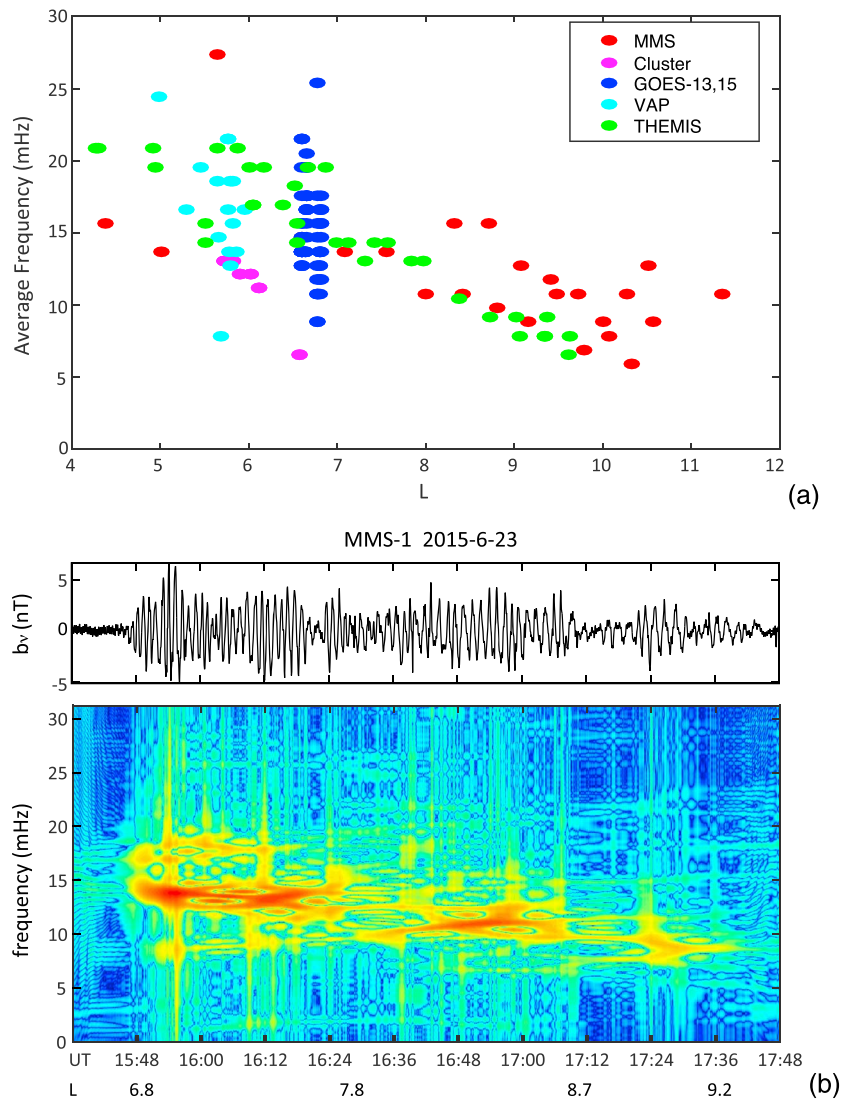 30
MMS
Cluster
GOES-13,15
VAP
THEMIS
25
20
15
10
5
0
Average Frequency (mHz)
4 5 6 7 8 9 10 11 12
L
(a)
MMS-1 2015-6-23
5
0
-5
bν (nT)
30
25
20
15
10
5
0
frequency (mHz)
UT 15:48 16:00 16:12 16:24 16:36 16:48 17:00 17:12 17:24 17:36 17:48
L 6.8 7.8 8.7 9.2
(b)